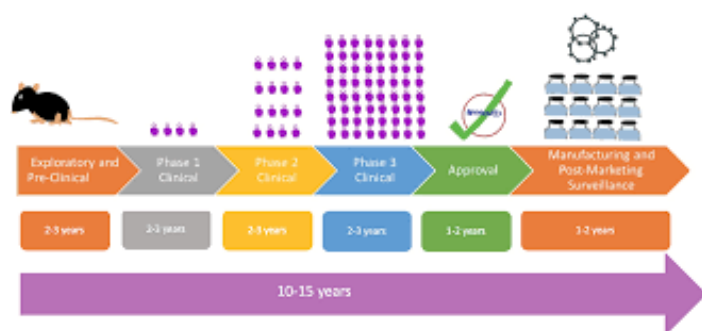 Exploratory and
Pre-Clinical
Phase 1
Clinical
Phase 2
Clinical
Phase 3
Clinical
Approval
Manufacturing and
Post-Marketing
Surveillance
2-3 years
2-3 years
2-3 years
2-3 years
1-2 years
1-2 years
10-15 years